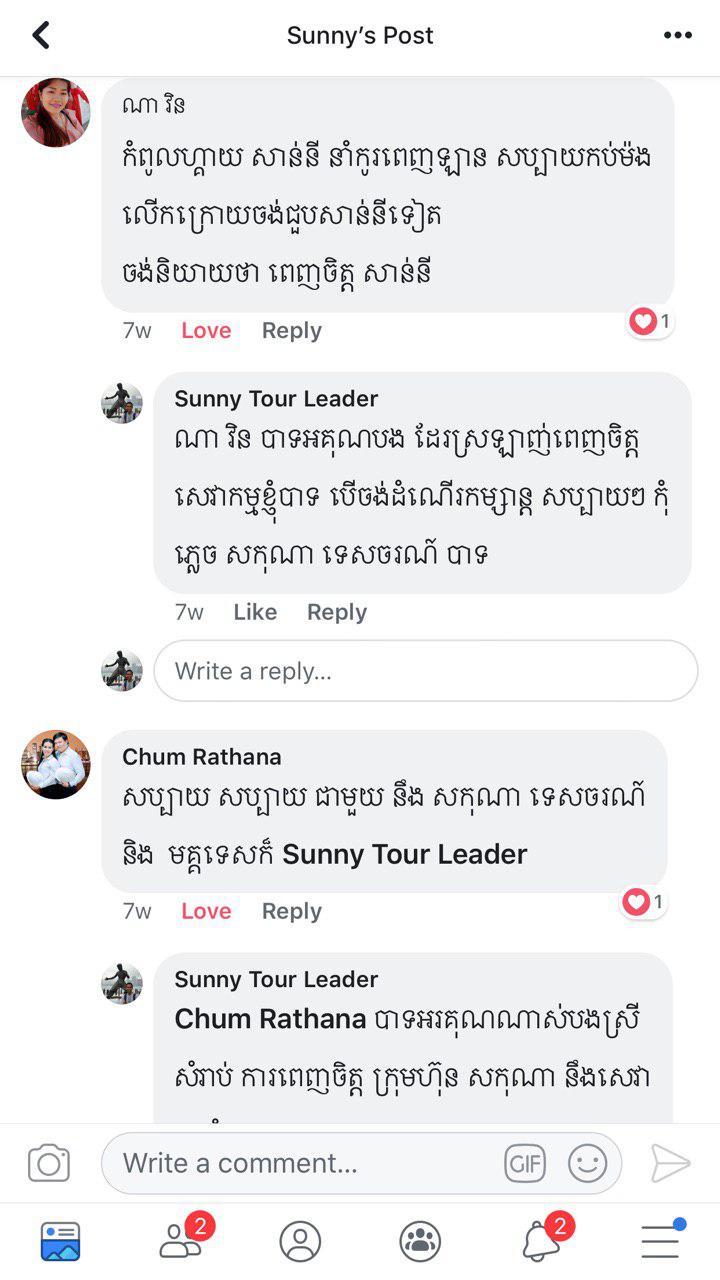 Sunny's Post
ណា វិន
កំពូលហ្គាយ សាន់នី នាំកូរពេញឡាន សប្បាយកប់ម៉ង
លើកក្រោយចង់ជួបសាន់នីទៀត
ចង់និយាយថា ពេញចិត្ត សាន់នី
7w Love Reply
1
Sunny Tour Leader
ណា វិន បាទអគុណបង ដែរស្រឡាញ់ពេញចិត្ត
សេវាកម្មខ្ញុំបាទ បើចង់ដំណើរកម្សាន្ត សប្បាយៗ កុំ
ភ្លេច សកុណា ទេសចរណ៍ បាទ
7w Like Reply
Write a reply...
Chum Rathana
សប្បាយ សប្បាយ ជាមួយ នឹង សកុណា ទេសចរណ៍
និង មគ្គទេសក៏ Sunny Tour Leader
7w Love Reply
1
Sunny Tour Leader
Chum Rathana បាទអរគុណណាស់បងស្រី
សំរាប់ ការពេញចិត្ត ក្រុមហ៊ុន សកុណា នឹងសេវា
Write a comment...
GIF
2
2